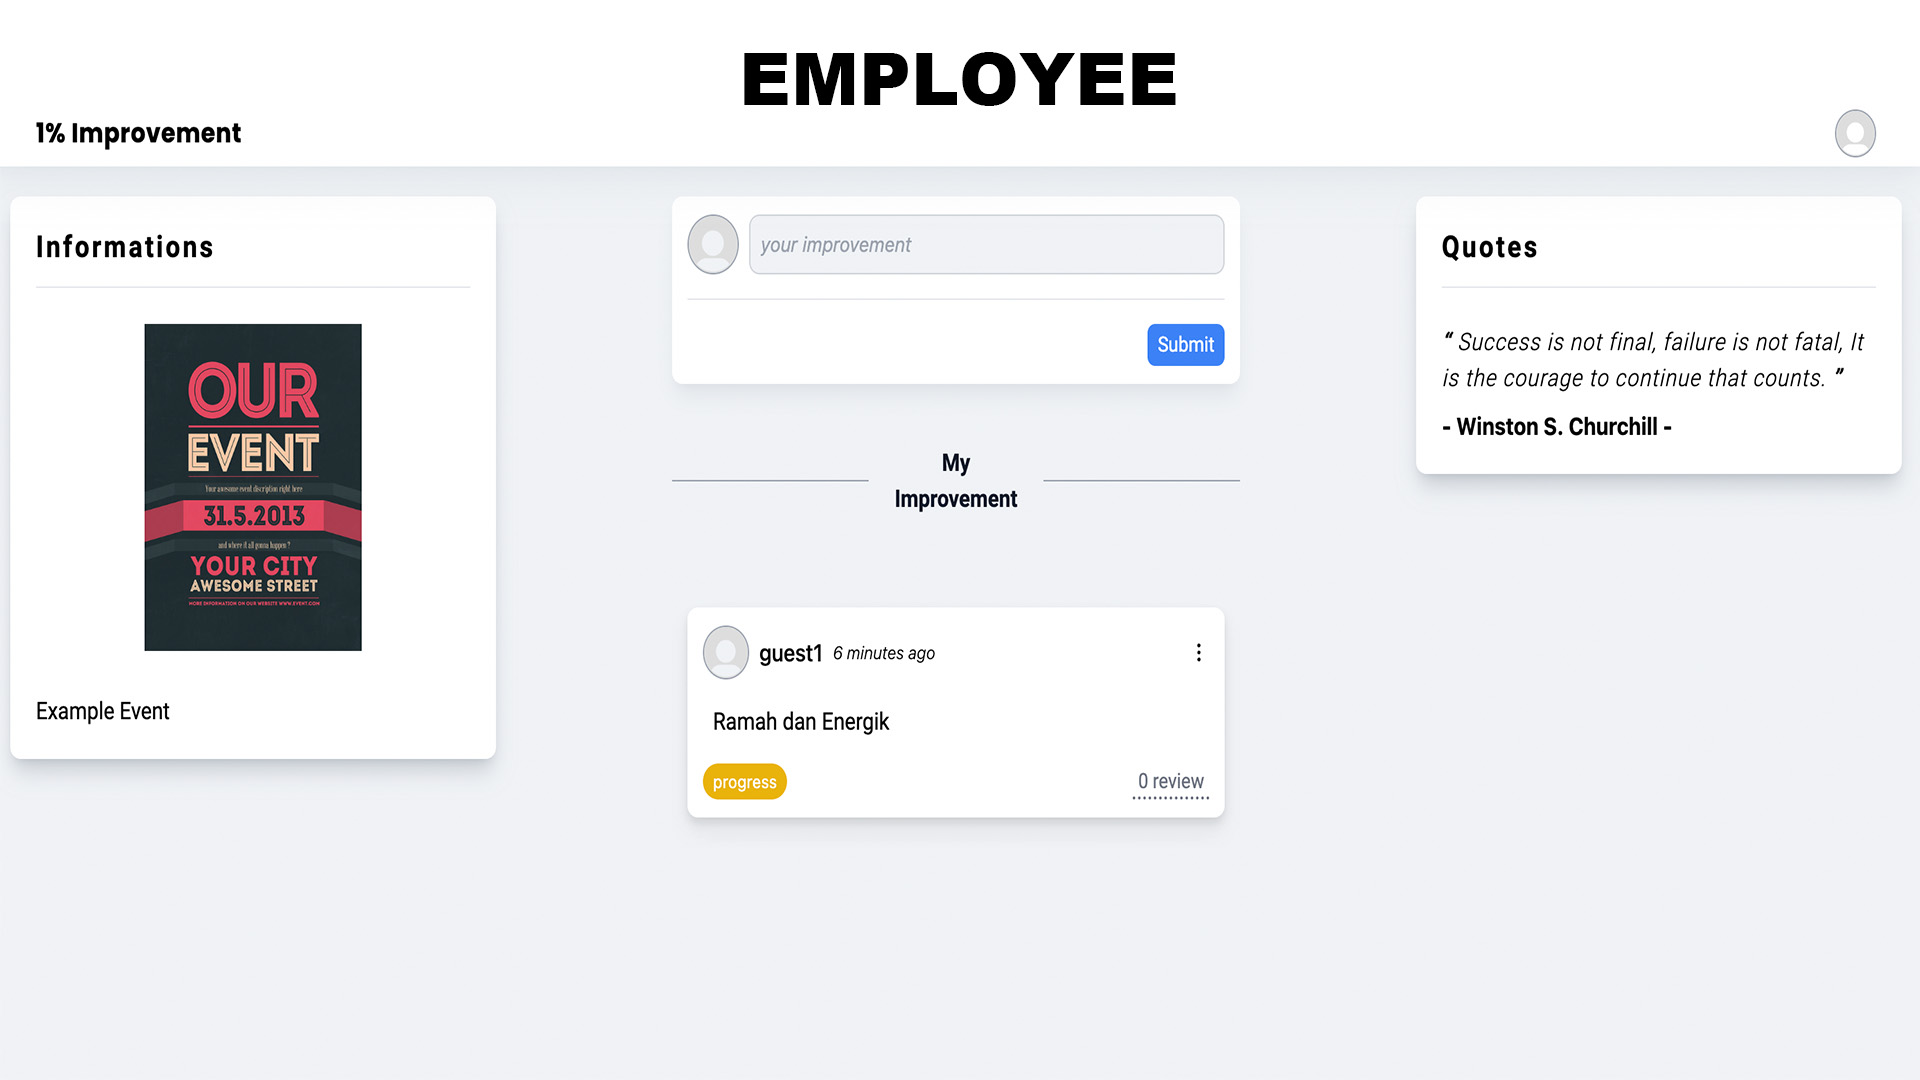 EMPLOYEE
1% Improvement
Informations
OUR
EVENT
Your awesome event discription right here
31.5.2013
and where it all gonna happen ?
YOUR CITY
AWESOME STREET
MORE INFORMATION ON OUR WEBSITE WWW.EVENT.COM
Example Event
your improvement
Submit
My
Improvement
guest1 6 minutes ago
Ramah dan Energik
progress
0 review
Quotes
“ Success is not final, failure is not fatal, It
is the courage to continue that counts. ”
- Winston S. Churchill -